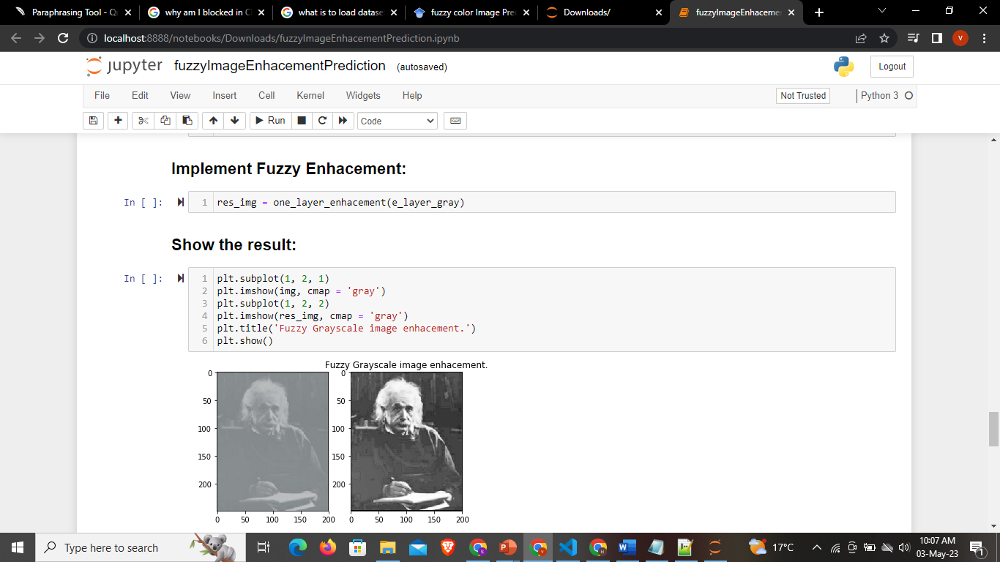 Paraphrasing Tool - Q
why am I blocked in C
what is to load datase
fuzzy color Image Pre
Downloads/
fuzzyImageEnhaceme
localhost:8888/notebooks/Downloads/fuzzyImageEnhacementPrediction.ipynb
V
jupyter fuzzyImageEnhacementPrediction (autosaved)
Logout
File Edit View Insert Cell Kernel Widgets Help
Not Trusted
Python 3
Run
Code
Implement Fuzzy Enhacement:
In [ ]:
1 res_img = one_layer_enhacement(e_layer_gray)
Show the result:
In [ ]:
1 plt.subplot(1, 2, 1)
2 plt.imshow(img, cmap = 'gray')
3 plt.subplot(1, 2, 2)
4 plt.imshow(res_img, cmap = 'gray')
5 plt.title('Fuzzy Grayscale image enhacement.')
6 plt.show()
Fuzzy Grayscale image enhacement.
0 0
50 50
100 100
150 150
200 200
0 50 100 150 200 0 50 100 150 200
Type here to search
17°C
10:07 AM
03-May-23
1